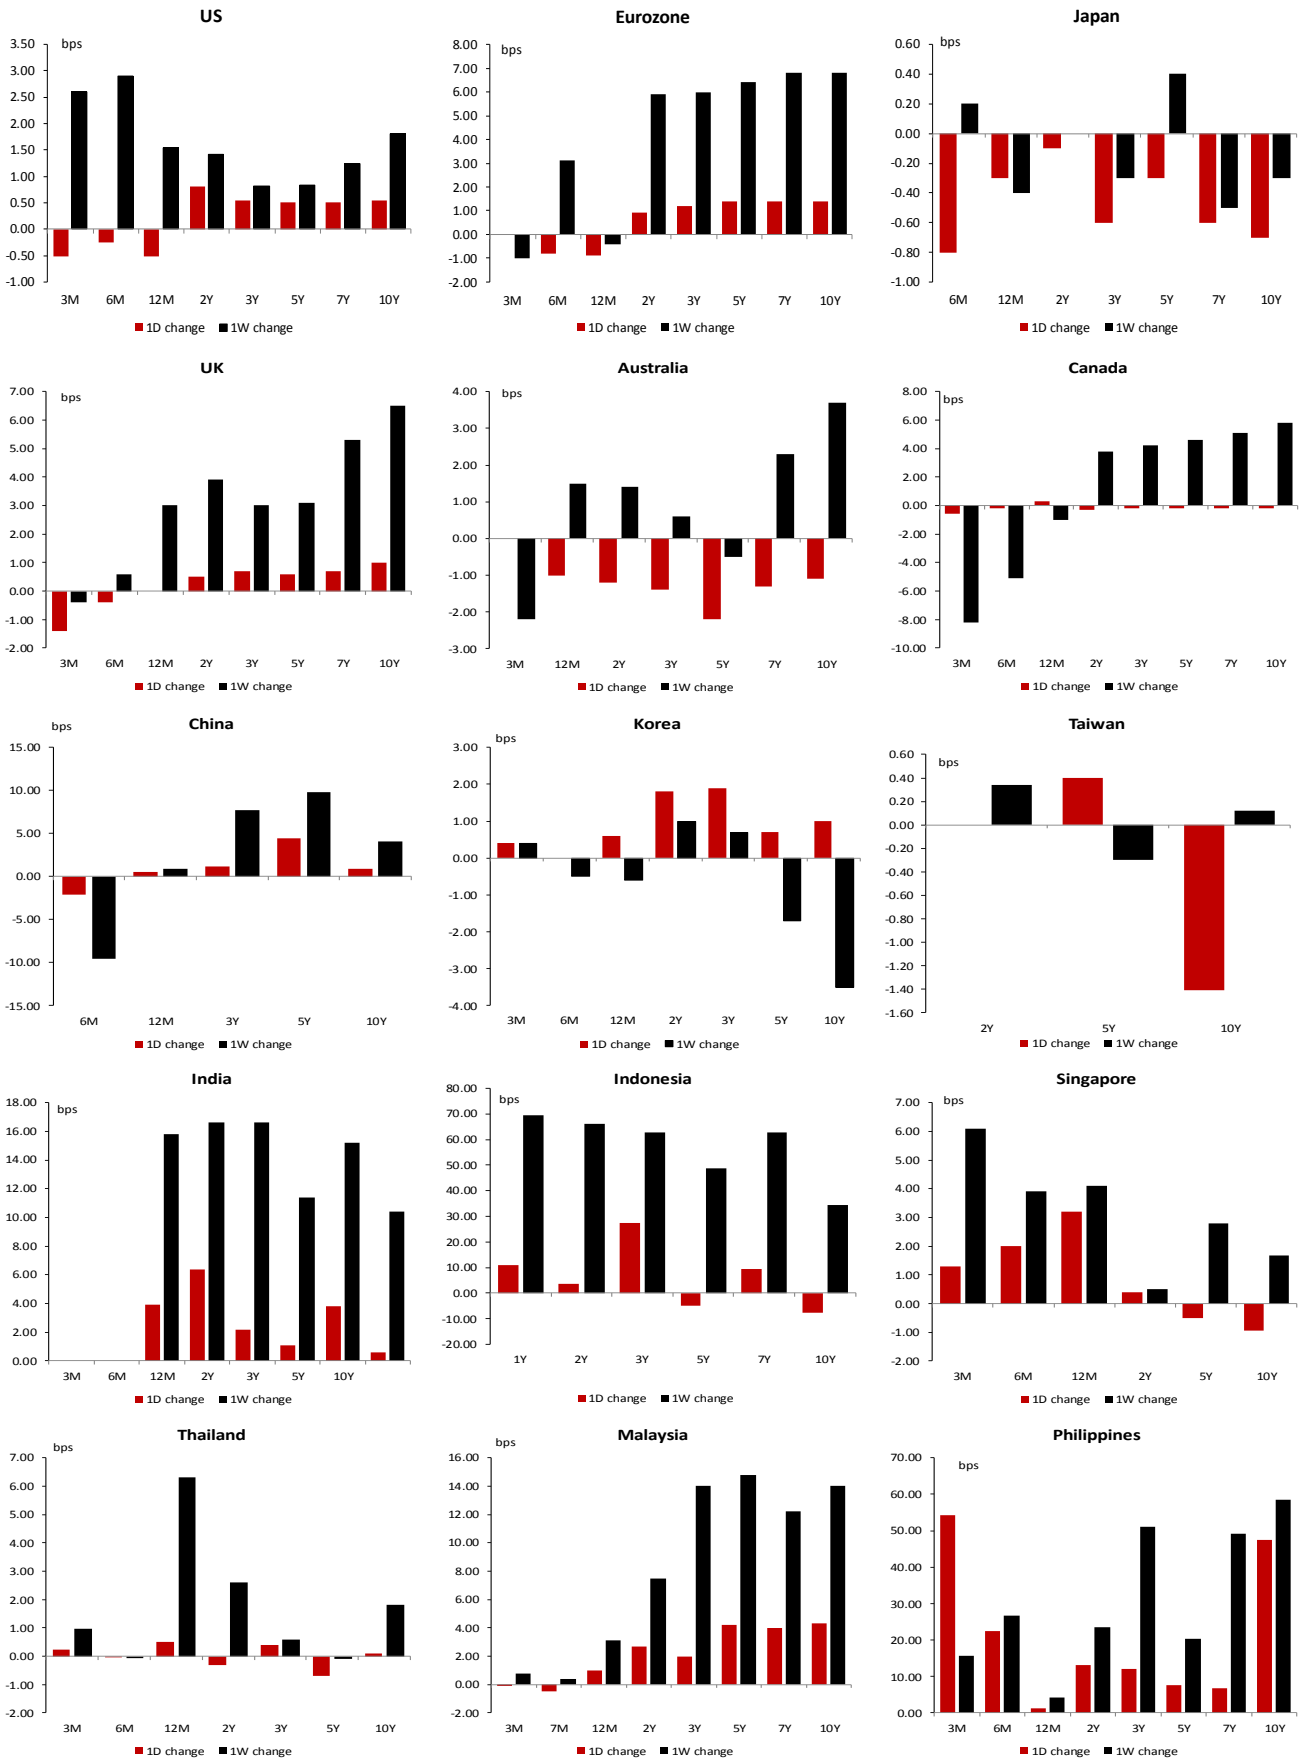 US
bps
3.50
3.00
2.50
2.00
1.50
1.00
0.50
0.00
-0.50
-1.00
3M 6M 12M 2Y 3Y 5Y 7Y 10Y
1D change 1W change
Eurozone
bps
8.00
7.00
6.00
5.00
4.00
3.00
2.00
1.00
0.00
-1.00
-2.00
3M 6M 12M 2Y 3Y 5Y 7Y 10Y
1D change 1W change
Japan
bps
0.60
0.40
0.20
0.00
-0.20
-0.40
-0.60
-0.80
-1.00
6M 12M 2Y 3Y 5Y 7Y 10Y
1D change 1W change
UK
bps
7.00
6.00
5.00
4.00
3.00
2.00
1.00
0.00
-1.00
-2.00
3M 6M 12M 2Y 3Y 5Y 7Y 10Y
1D change 1W change
Australia
bps
4.00
3.00
2.00
1.00
0.00
-1.00
-2.00
-3.00
3M 12M 2Y 3Y 5Y 7Y 10Y
1D change 1W change
Canada
bps
8.00
6.00
4.00
2.00
0.00
-2.00
-4.00
-6.00
-8.00
-10.00
3M 6M 12M 2Y 3Y 5Y 7Y 10Y
1D change 1W change
China
bps
15.00
10.00
5.00
0.00
-5.00
-10.00
-15.00
6M 12M 3Y 5Y 10Y
1D change 1W change
Korea
bps
3.00
2.00
1.00
0.00
-1.00
-2.00
-3.00
-4.00
3M 6M 12M 2Y 3Y 5Y 10Y
1D change 1W change
Taiwan
bps
0.60
0.40
0.20
0.00
-0.20
-0.40
-0.60
-0.80
-1.00
-1.20
-1.40
-1.60
2Y 5Y 10Y
1D change 1W change
India
bps
18.00
16.00
14.00
12.00
10.00
8.00
6.00
4.00
2.00
0.00
3M 6M 12M 2Y 3Y 5Y 10Y
1D change 1W change
Indonesia
bps
80.00
70.00
60.00
50.00
40.00
30.00
20.00
10.00
0.00
-10.00
-20.00
1Y 2Y 3Y 5Y 7Y 10Y
1D change 1W change
Singapore
bps
7.00
6.00
5.00
4.00
3.00
2.00
1.00
0.00
-1.00
-2.00
3M 6M 12M 2Y 5Y 10Y
1D change 1W change
Thailand
bps
7.00
6.00
5.00
4.00
3.00
2.00
1.00
0.00
-1.00
-2.00
3M 6M 12M 2Y 3Y 5Y 10Y
1D change 1W change
Malaysia
bps
16.00
14.00
12.00
10.00
8.00
6.00
4.00
2.00
0.00
-2.00
3M 7M 12M 2Y 3Y 5Y 7Y 10Y
1D change 1W change
Philippines
bps
70.00
60.00
50.00
40.00
30.00
20.00
10.00
0.00
3M 6M 12M 2Y 3Y 5Y 7Y 10Y
1D change 1W change